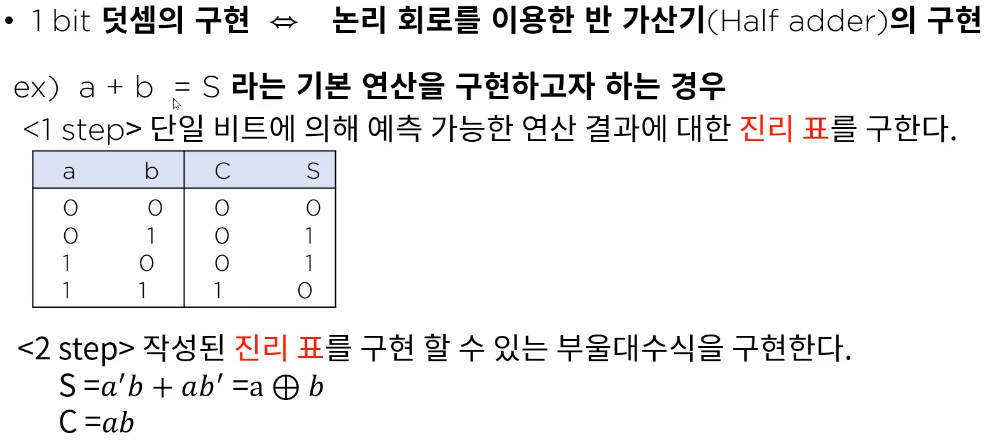 • 1 bit 덧셈의 구현 ⇔ 논리 회로를 이용한 반 가산기(Half adder)의 구현
ex) a + b = S 라는 기본 연산을 구현하고자 하는 경우
<1 step> 단일 비트에 의해 예측 가능한 연산 결과에 대한 진리 표를 구한다.
a b C S
0 0 0 0
0 1 0 1
1 0 0 1
1 1 1 0
<2 step> 작성된 진리 표를 구현 할 수 있는 부울대수식을 구현한다.
S =a′b + ab′ =a ⊕ b
C =ab